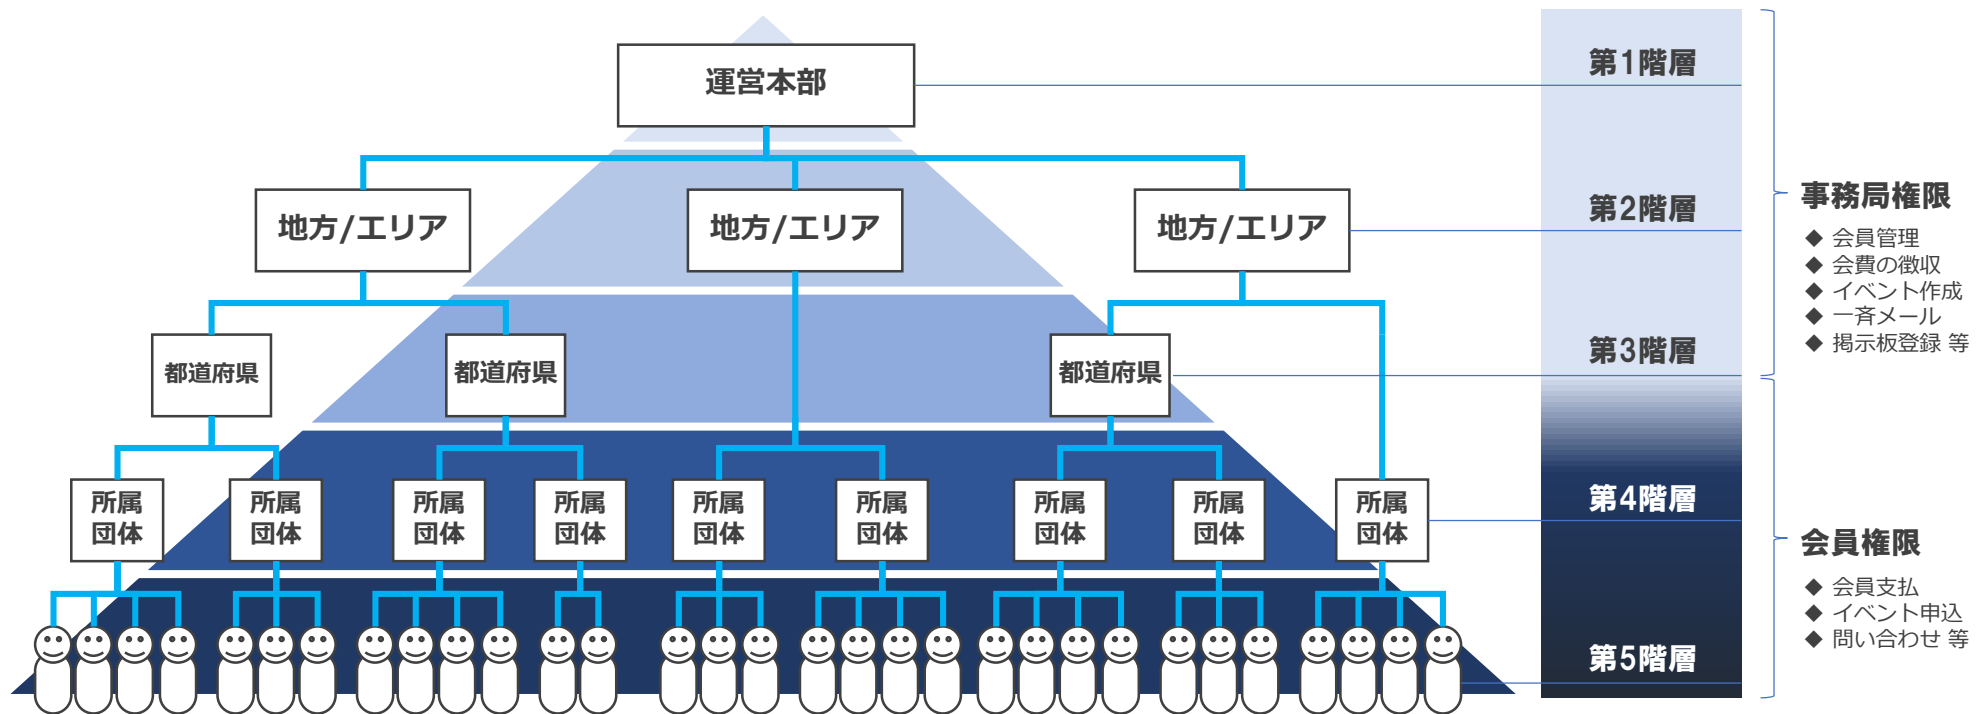 運営本部
第1階層
地方/エリア
地方/エリア
地方/エリア
第2階層
事務局権限
◆ 会員管理
◆ 会費の徴収
◆ イベント作成
◆ 一斉メール
◆ 掲示板登録 等
都道府県
都道府県
都道府県
第3階層
所属
団体
所属
団体
所属
団体
所属
団体
所属
団体
所属
団体
所属
団体
所属
団体
所属
団体
第4階層
会員権限
◆ 会員支払
◆ イベント申込
◆ 問い合わせ 等
第5階層